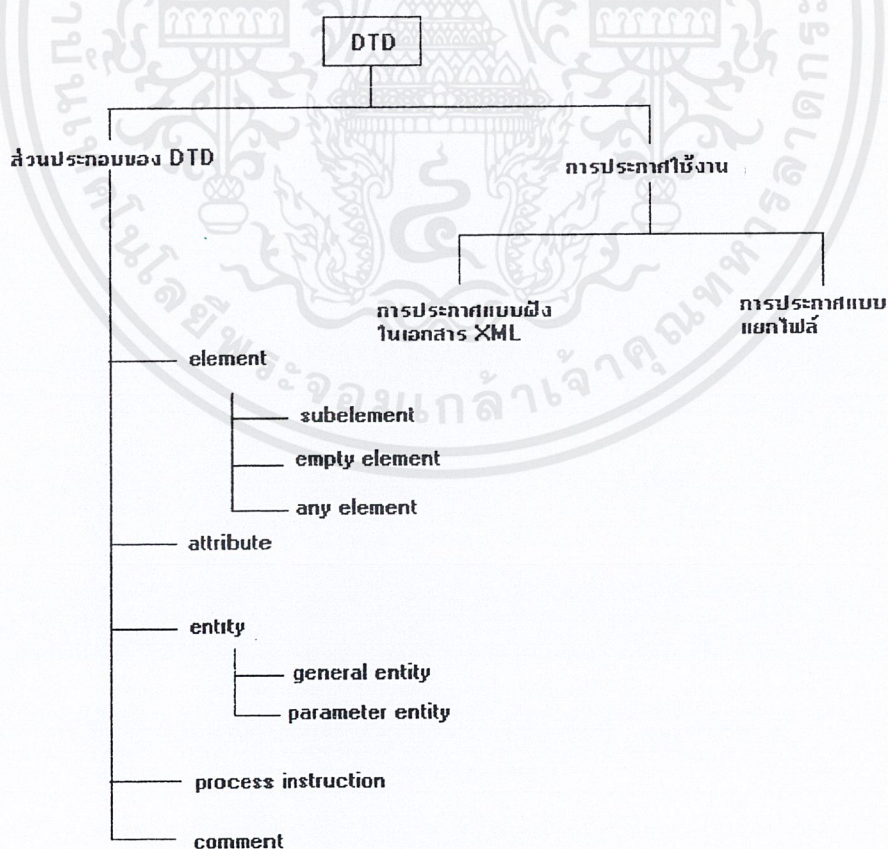 DTD
ส่วนประกอบของ DTD
การประกาศใช้งาน
การประกาศแบบฝัง
ในเอกสาร XML
การประกาศแบบ
แยกไฟล์
element
subelement
empty element
any element
attribute
entity
general entity
parameter entity
process instruction
comment